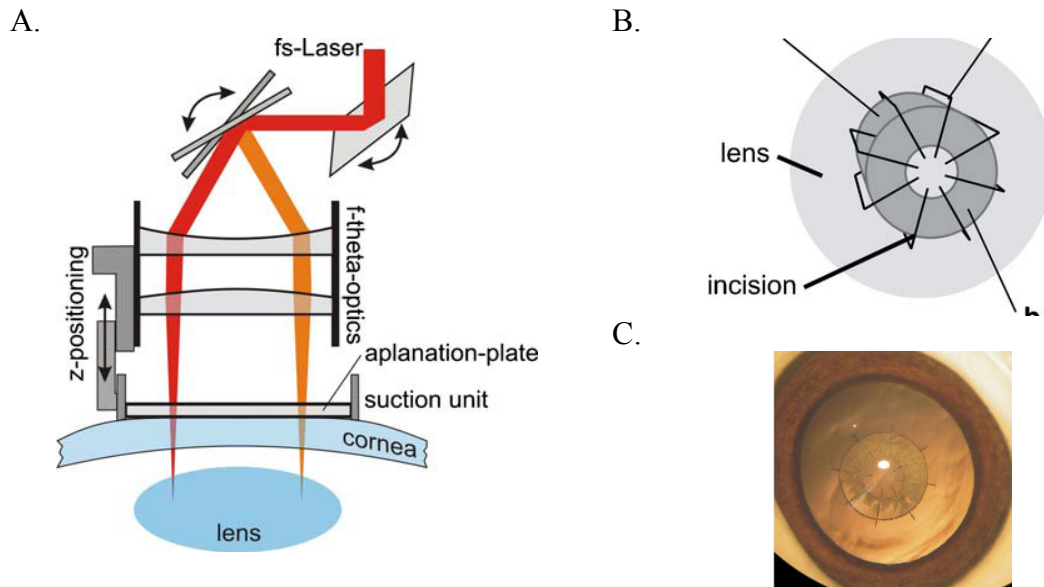 A.
fs-Laser
f-theta-optics
z-positioning
aplanation-plate
suction unit
cornea
lens
B.
lens
incision
C.